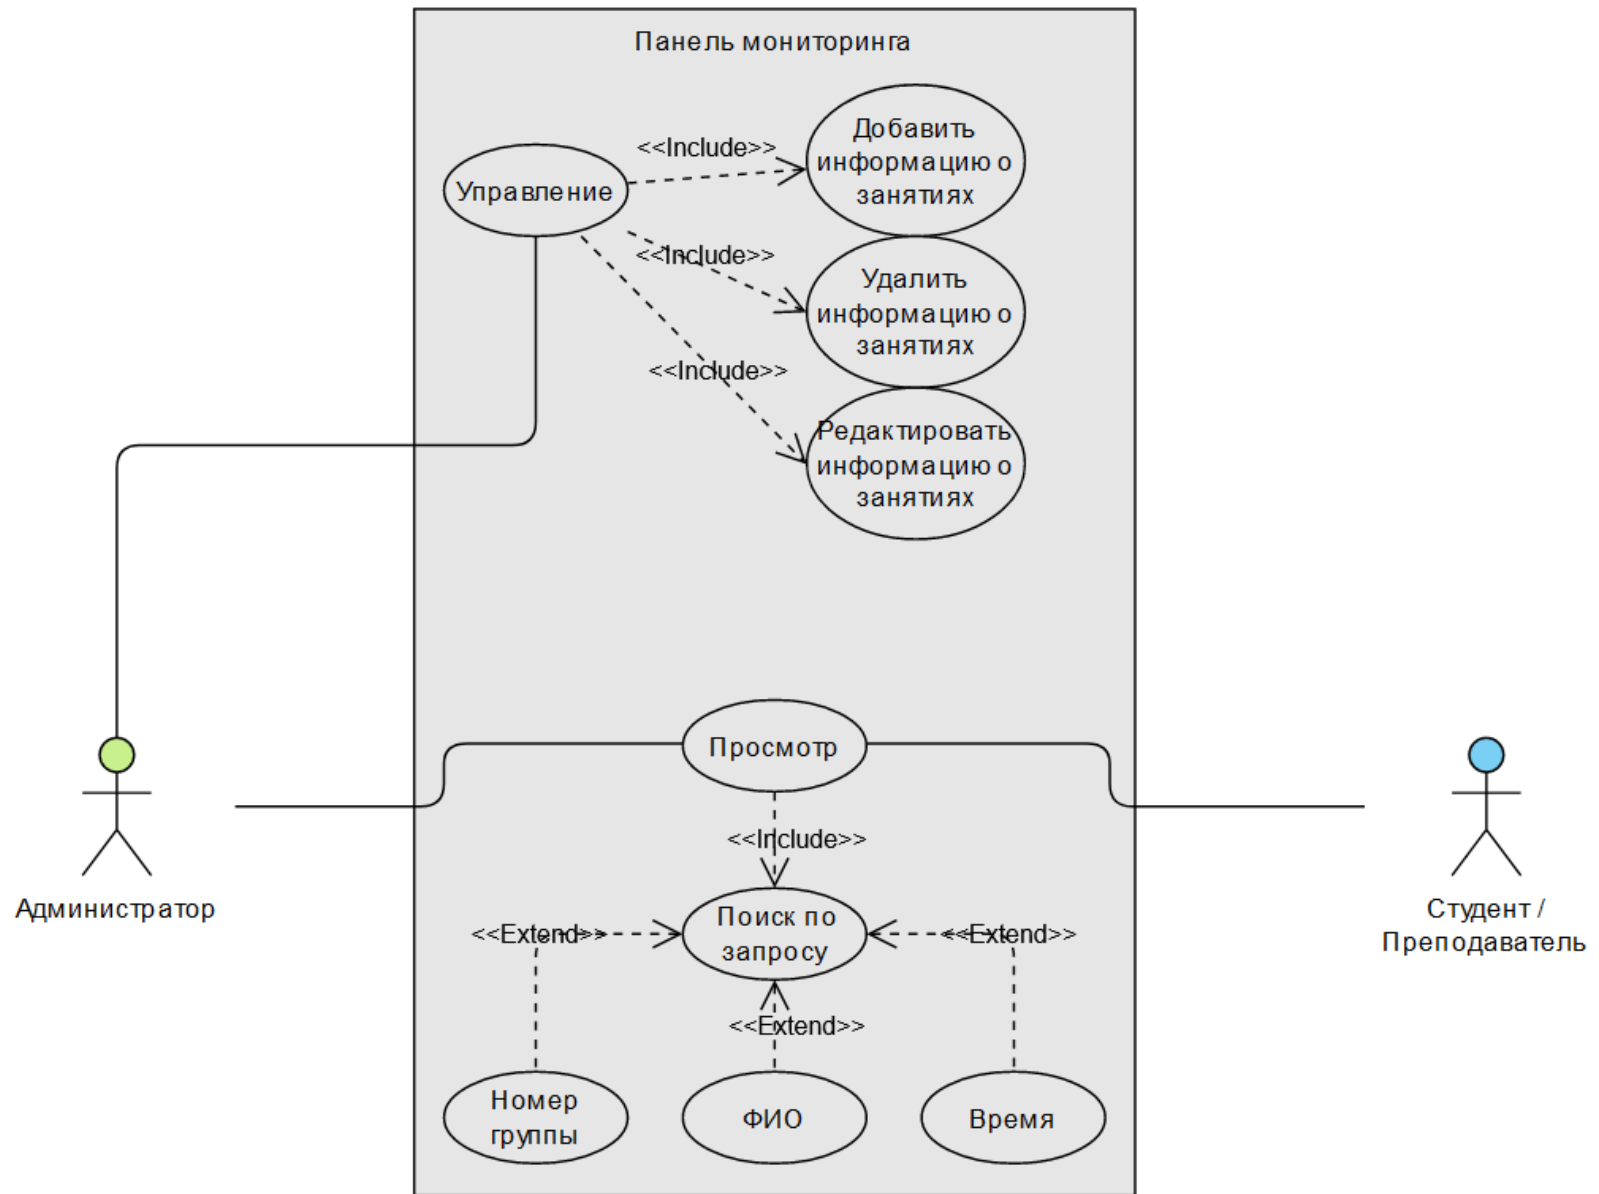 Панель мониторинга
Управление
<<Include>>
Добавить
информацию о
занятиях
<<Include>>
Удалить
информацию о
занятиях
<<Include>>
Редактировать
информацию о
занятиях
Просмотр
<<Include>>
Администратор
Студент /
Преподаватель
<<Extend>>
Поиск по
запросу
<<Extend>>
<<Extend>>
Номер
группы
ФИО
Время